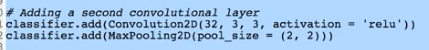 # Adding a second convolutional layer
classifier.add(Convolution2D(32, 3, 3, activation = 'relu'))
classifier.add(MaxPooling2D(pool_size = (2, 2)))